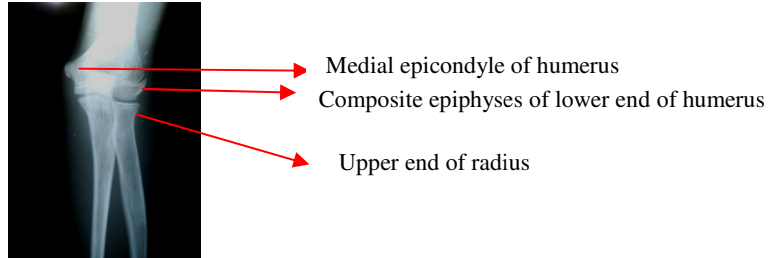 Medial epicondyle of humerus
Composite epiphyses of lower end of humerus
Upper end of radius